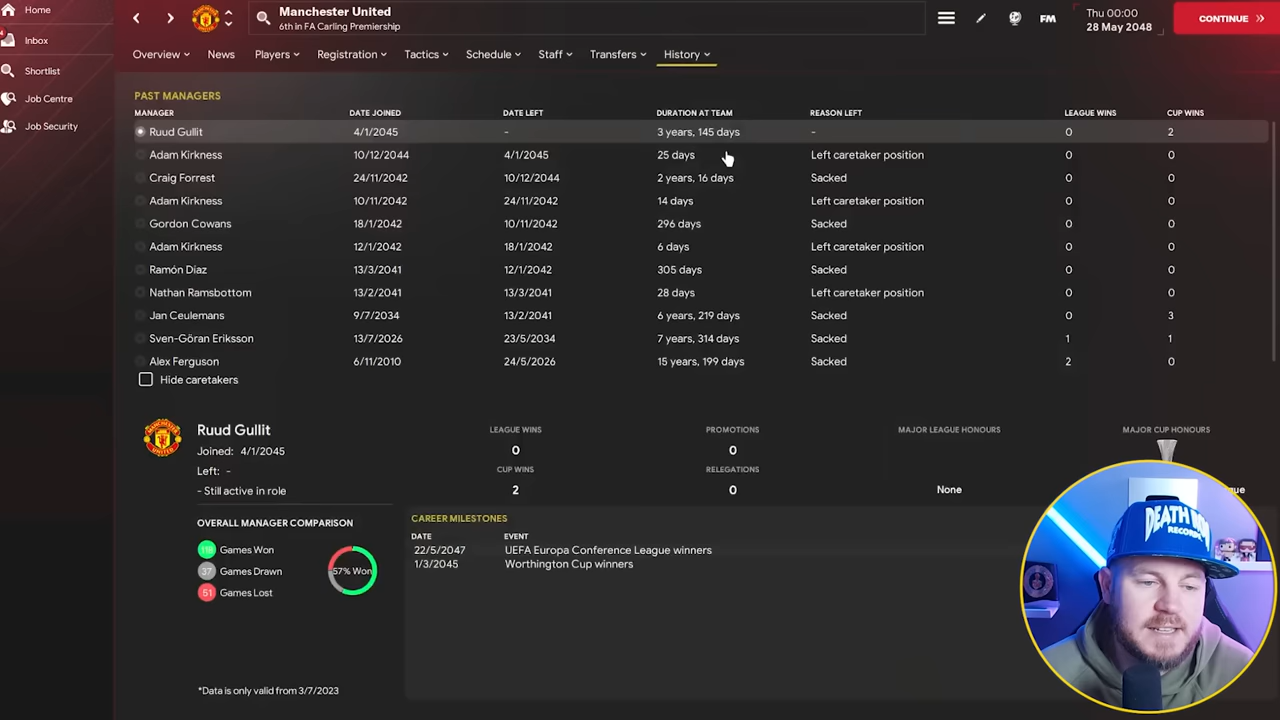 Home
Inbox
Shortlist
Job Centre
Job Security
Manchester United
6th in FA Carling Premiership
FM
Thu 00:00
28 May 2048
CONTINUE
Overview
News
Players
Registration
Tactics
Schedule
Staff
Transfers
History
PAST MANAGERS
MANAGER DATE JOINED DATE LEFT DURATION AT TEAM REASON LEFT LEAGUE WINS CUP WINS
Ruud Gullit 4/1/2045 - 3 years, 145 days - 0 2
Adam Kirkness 10/12/2044 4/1/2045 25 days Left caretaker position 0 0
Craig Forrest 24/11/2042 10/12/2044 2 years, 16 days Sacked 0 0
Adam Kirkness 10/11/2042 24/11/2042 14 days Left caretaker position 0 0
Gordon Cowans 18/1/2042 10/11/2042 296 days Sacked 0 0
Adam Kirkness 12/1/2042 18/1/2042 6 days Left caretaker position 0 0
Ramón Díaz 13/3/2041 12/1/2042 305 days Sacked 0 0
Nathan Ramsbottom 13/2/2041 13/3/2041 28 days Left caretaker position 0 0
Jan Ceulemans 9/7/2034 13/2/2041 6 years, 219 days Sacked 0 3
Sven-Göran Eriksson 13/7/2026 23/5/2034 7 years, 314 days Sacked 1 1
Alex Ferguson 6/11/2010 24/5/2026 15 years, 199 days Sacked 2 0
Hide caretakers
Ruud Gullit
Joined: 4/1/2045
Left: -
- Still active in role
LEAGUE WINS
0
PROMOTIONS
0
CUP WINS
2
RELEGATIONS
0
MAJOR LEAGUE HONOURS
None
MAJOR CUP HONOURS
OVERALL MANAGER COMPARISON
Games Won
37 Games Drawn
51 Games Lost
57% Won
CAREER MILESTONES
DATE EVENT
22/5/2047 UEFA Europa Conference League winners
1/3/2045 Worthington Cup winners
*Data is only valid from 3/7/2023
DEATH ROW
RECORDS